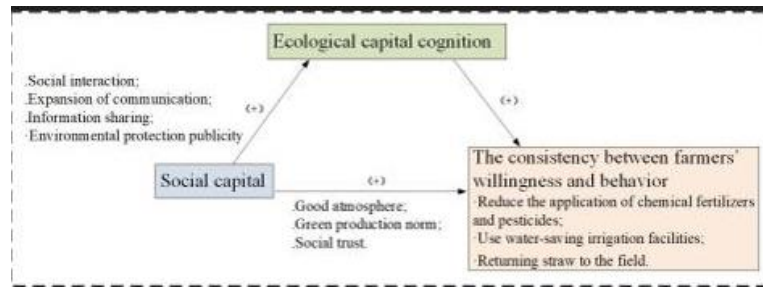 Ecological capital cognition
.Social interaction;
.Expansion of communication;
.Information sharing;
·Environmental protection publicity
(+)
(+)
Social capital
(+)
.Good atmosphere;
.Green production norm;
.Social trust.
The consistency between farmers'
willingness and behavior
·Reduce the application of chemical fertilizers
and pesticides;
·Use water-saving irrigation facilities;
·Returning straw to the field.